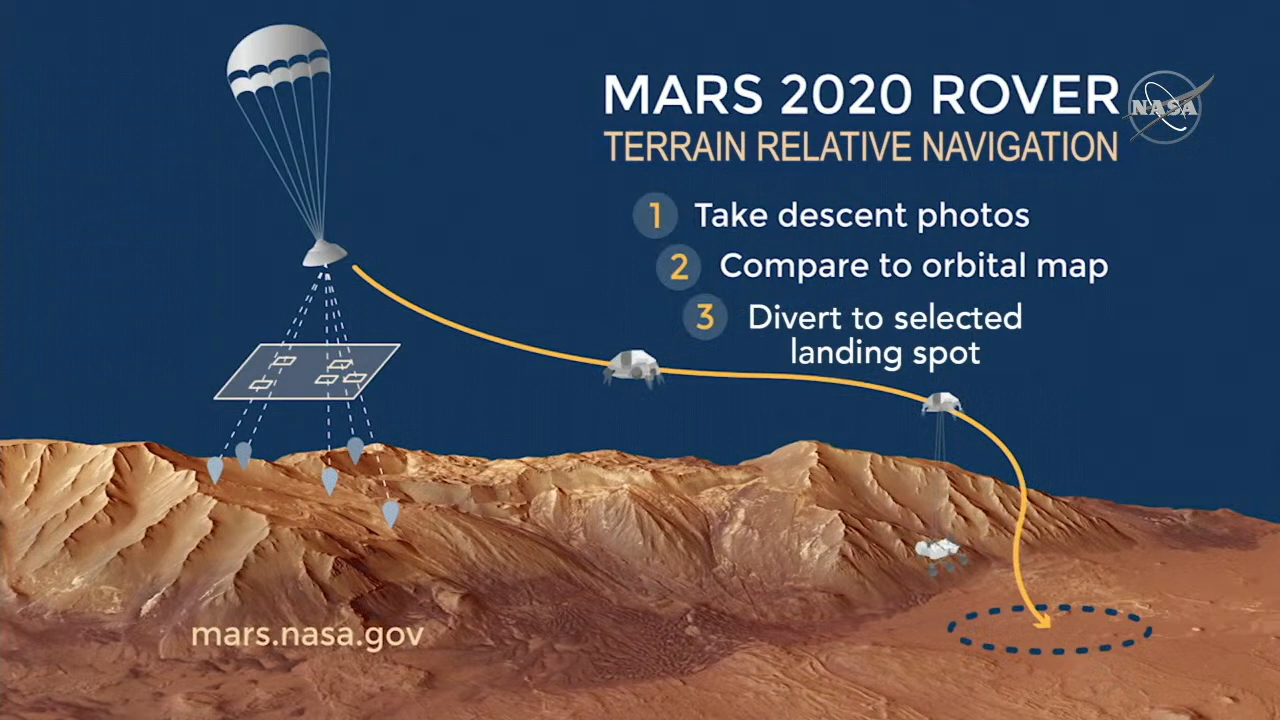 MARS 2020 ROVER
NASA
TERRAIN RELATIVE NAVIGATION
1 Take descent photos
2 Compare to orbital map
3 Divert to selected
landing spot
mars.nasa.gov